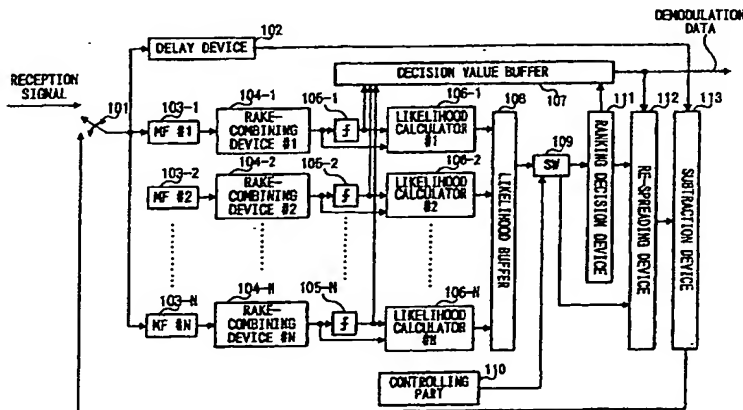 DEMODULATION
DATA
RECEPTION
SIGNAL
101
DELAY DEVICE
102
DECISION VALUE BUFFER
107
103-1
MF #1
104-1
RAKE-
COMBINING
DEVICE #1
105-1
106-1
LIKELIHOOD
CALCULATOR
#1
108
109
SW
111
112
113
103-2
MF #2
104-2
RAKE-
COMBINING
DEVICE #2
105-2
106-2
LIKELIHOOD
CALCULATOR
#2
LIKELIHOOD BUFFER
RANKING DECISION DEVICE
RE-SPREADING DEVICE
SUBTRACTION DEVICE
103-N
MF #N
104-N
RAKE-
COMBINING
DEVICE #N
105-N
106-N
LIKELIHOOD
CALCULATOR
#N
CONTROLLING
PART
110